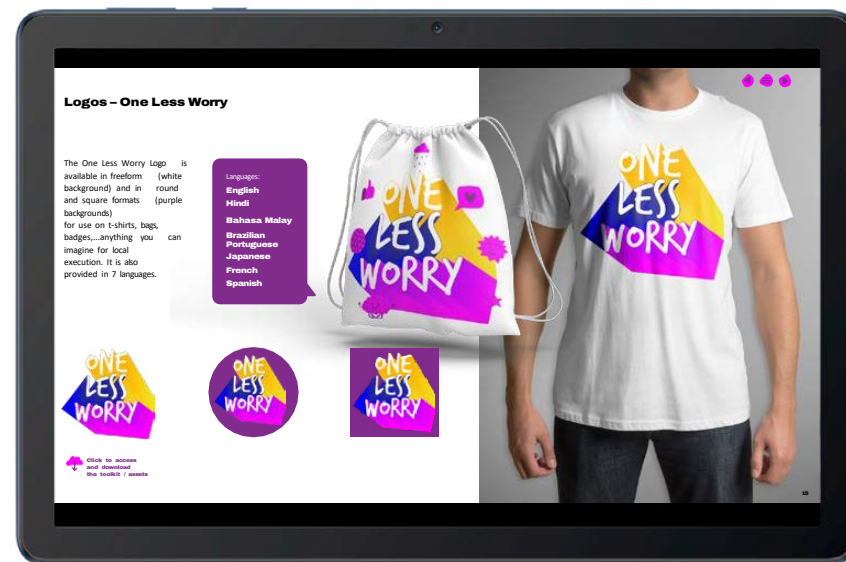 Logos – One Less Worry
The One Less Worry Logo is
available in freeform (white
background) and in round
and square formats (purple
backgrounds)
for use on t-shirts, bags,
badges,...anything you can
imagine for local
execution. It is also
provided in 7 languages.
Languages:
English
Hindi
Bahasa Malay
Brazilian
Portuguese
Japanese
French
Spanish
ONE
LESS
WORRY
ONE
LESS
WORRY
ONE
LESS
WORRY
ONE
LESS
WORRY
ONE
LESS
WORRY
Click to access
and download
the toolkit / assets
15